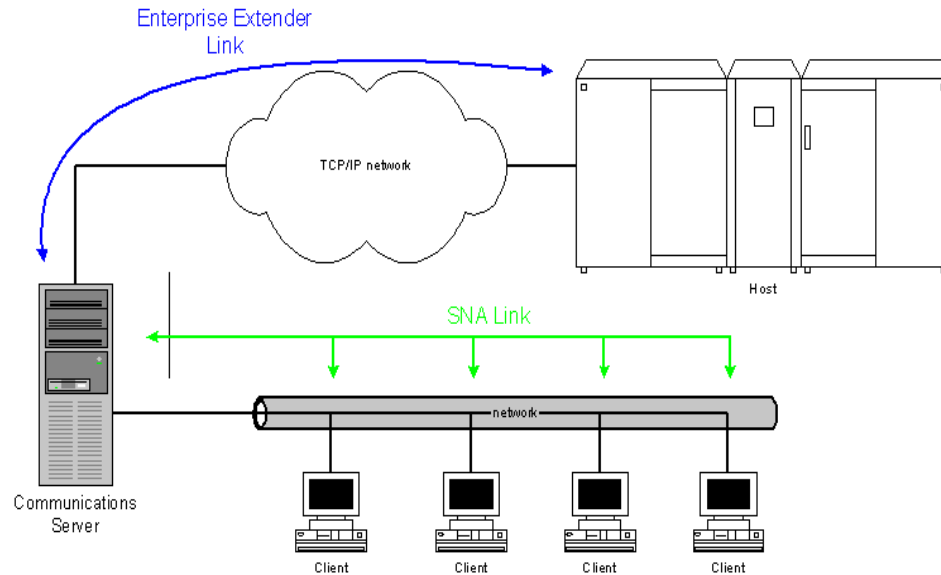 Enterprise Extender
Link
TCP/IP network
Host
SNA Link
network
Communications
Server
Client
Client
Client
Client